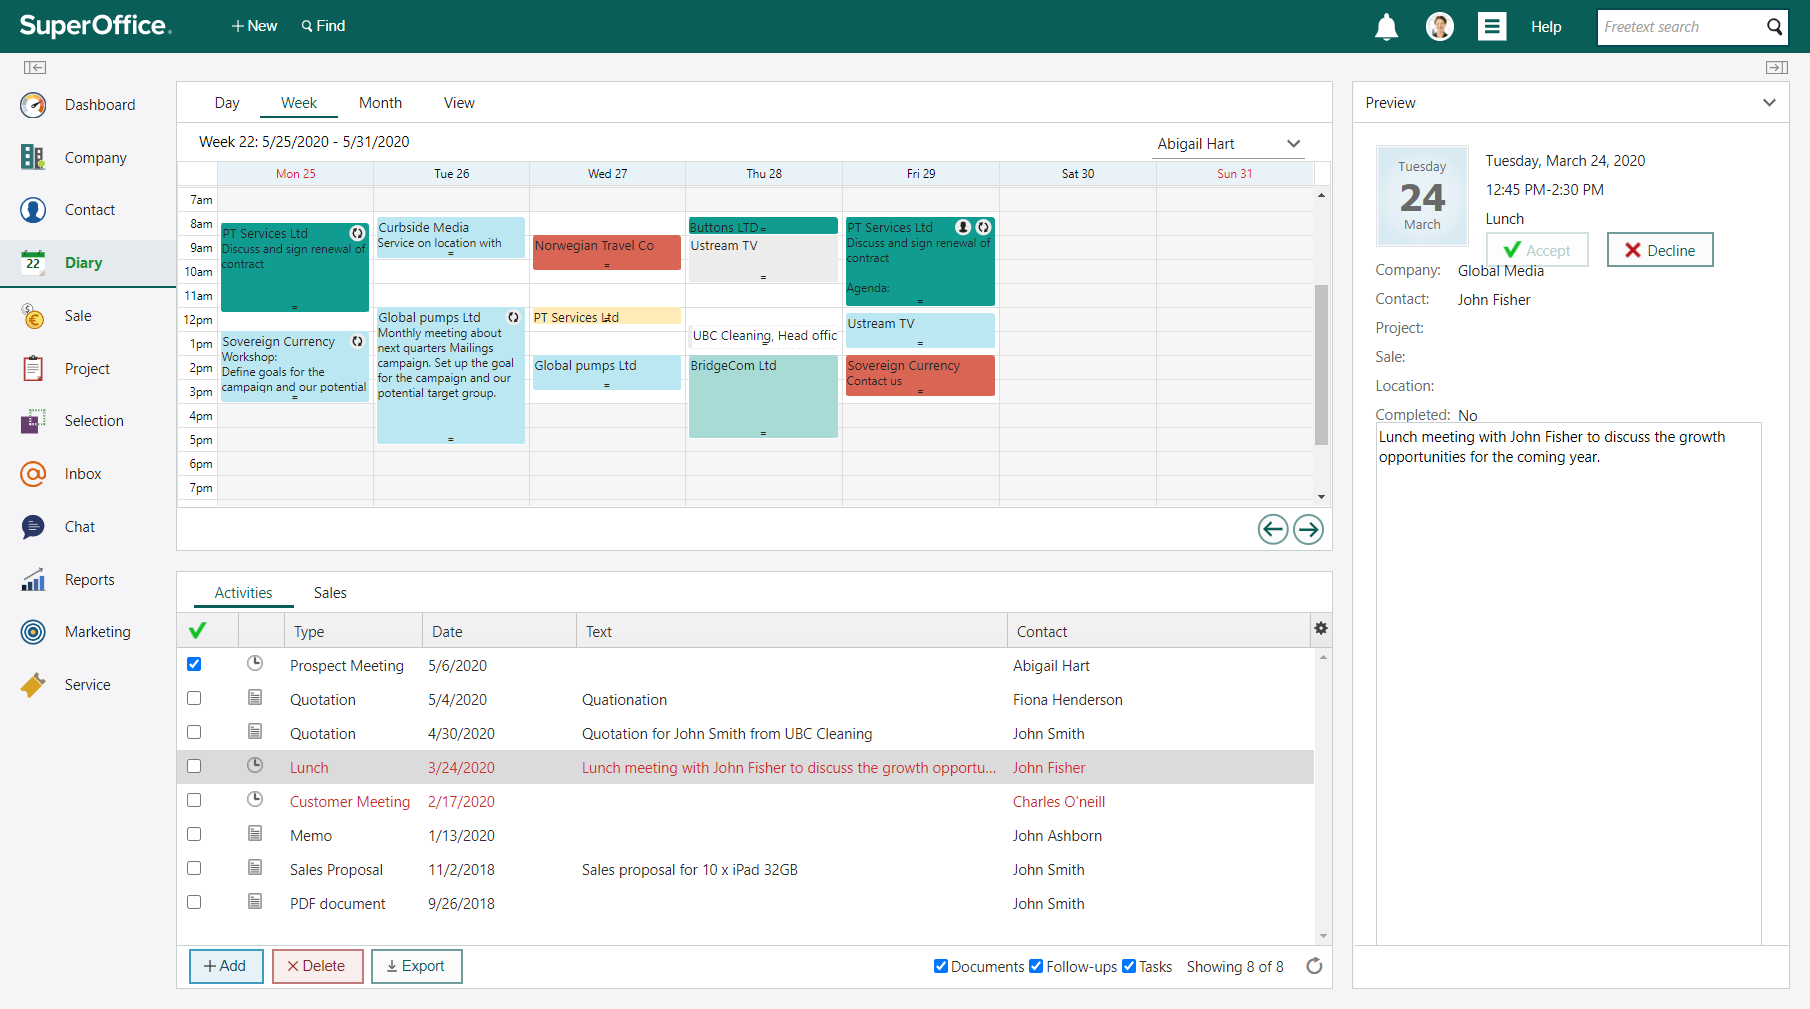 SuperOffice.
+ New
Find
Help
Freetext search
Dashboard
Company
Contact
22
Diary
Sale
Project
Selection
Inbox
Chat
Reports
Marketing
Service
Day
Week
Month
View
Week 22: 5/25/2020 - 5/31/2020
Abigail Hart
Mon 25
Tue 26
Wed 27
Thu 28
Fri 29
Sat 30
Sun 31
7am
8am
9am
10am
11am
12pm
1pm
2pm
3pm
4pm
5pm
6pm
7pm
PT Services Ltd
Discuss and sign renewal of
contract
Sovereign Currency
Workshop:
Define goals for the
campaign and our potential
Curbside Media
Service on location with
Global pumps Ltd
Monthly meeting about
next quarters Mailings
campaign. Set up the goal
for the campaign and our
potential target group.
Norwegian Travel Co
PT Services Ltd
Global pumps Ltd
Buttons LTD
Ustream TV
UBC Cleaning, Head offic
BridgeCom Ltd
PT Services Ltd
Discuss and sign renewal of
contract
Agenda:
Ustream TV
Sovereign Currency
Contact us
Activities
Sales
Type
Date
Text
Contact
Prospect Meeting
5/6/2020
Abigail Hart
Quotation
5/4/2020
Quationation
Fiona Henderson
Quotation
4/30/2020
Quotation for John Smith from UBC Cleaning
John Smith
Lunch
3/24/2020
Lunch meeting with John Fisher to discuss the growth opportu...
John Fisher
Customer Meeting
2/17/2020
Charles O'neill
Memo
1/13/2020
John Ashborn
Sales Proposal
11/2/2018
Sales proposal for 10 x iPad 32GB
John Smith
PDF document
9/26/2018
John Smith
+ Add
Delete
Export
Documents
Follow-ups
Tasks
Showing 8 of 8
Preview
Tuesday
24
March
Tuesday, March 24, 2020
12:45 PM-2:30 PM
Lunch
Accept
Decline
Company: Global Media
Contact: John Fisher
Project:
Sale:
Location:
Completed: No
Lunch meeting with John Fisher to discuss the growth
opportunities for the coming year.